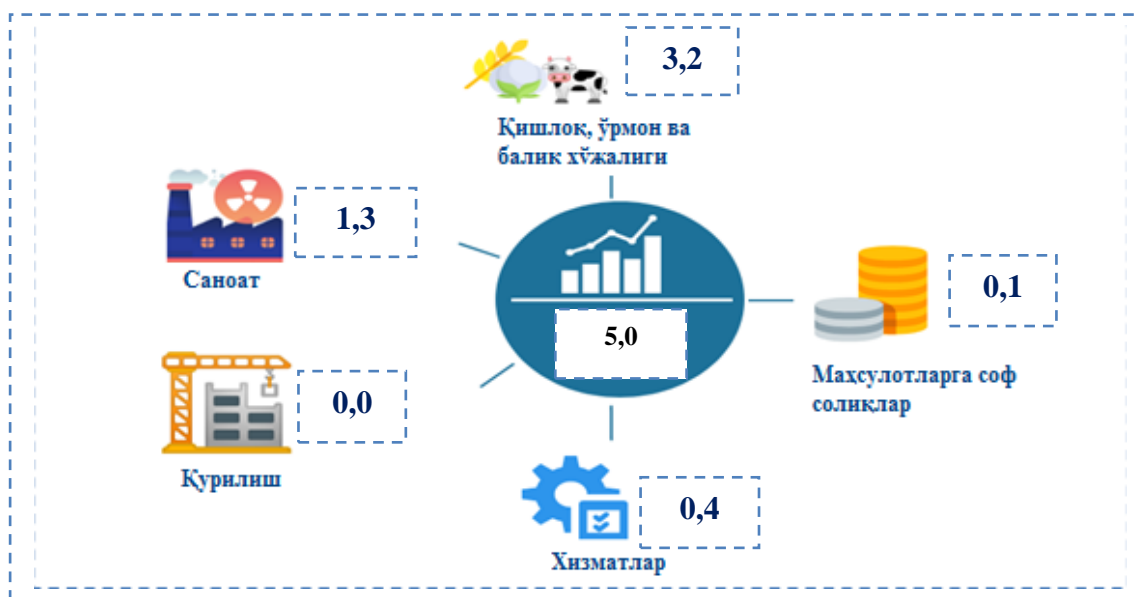 3,2
Қишлоқ, ўрмон ва
балик хўжалиги
1,3
Саноат
0,1
5,0
Маҳсулотларга соф
солиқлар
0,0
Қурилиш
0,4
Хизматлар